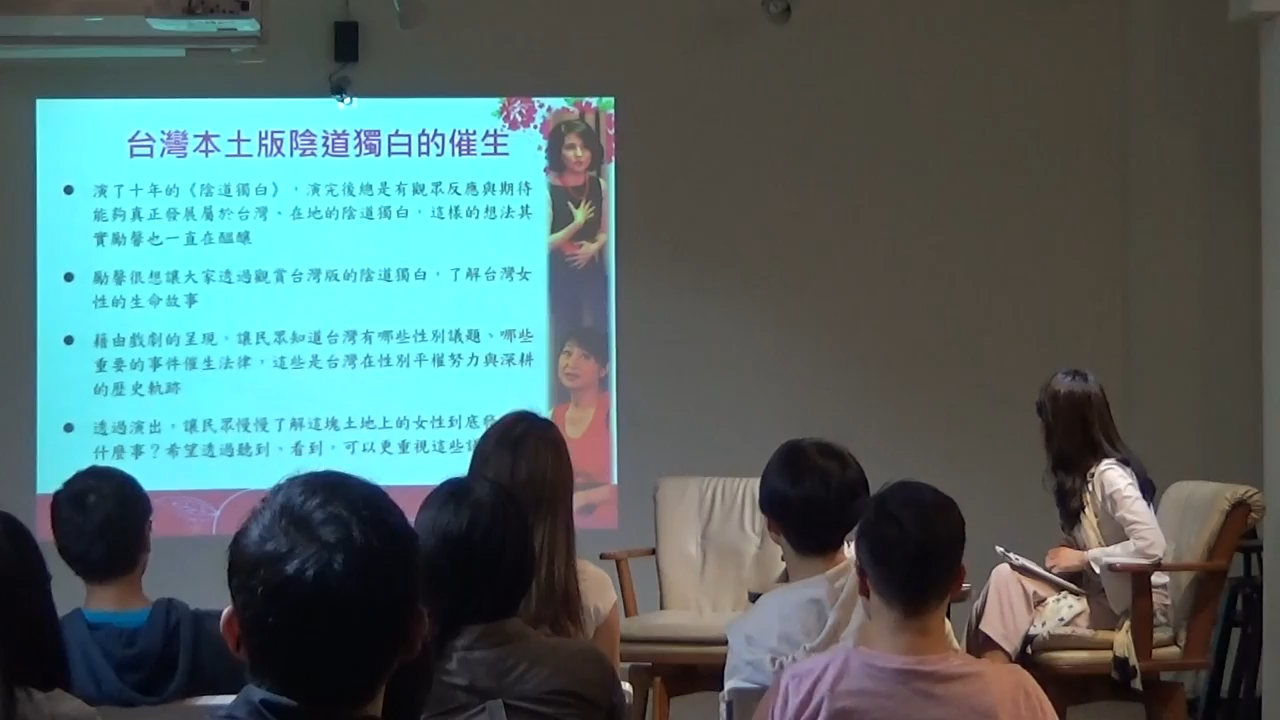 台灣本土版陰道獨白的催生
演了十年的《陰道獨白》，演完後總是有觀眾反應與期待
能夠真正發展屬於台灣、在地的陰道獨白，這樣的想法其
實勵馨也一直在醞釀
勵馨很想讓大家透過觀賞台灣版的陰道獨白，了解台灣女
性的生命故事
藉由戲劇的呈現，讓民眾知道台灣有哪些性別議題、哪些
重要的事件催生法律，這些是台灣在性別平權努力與深耕
的歷史軌跡
透過演出，讓民眾慢慢了解這塊土地上的女性到底發
什麼事？希望透過聽到、看到，可以更重視這些